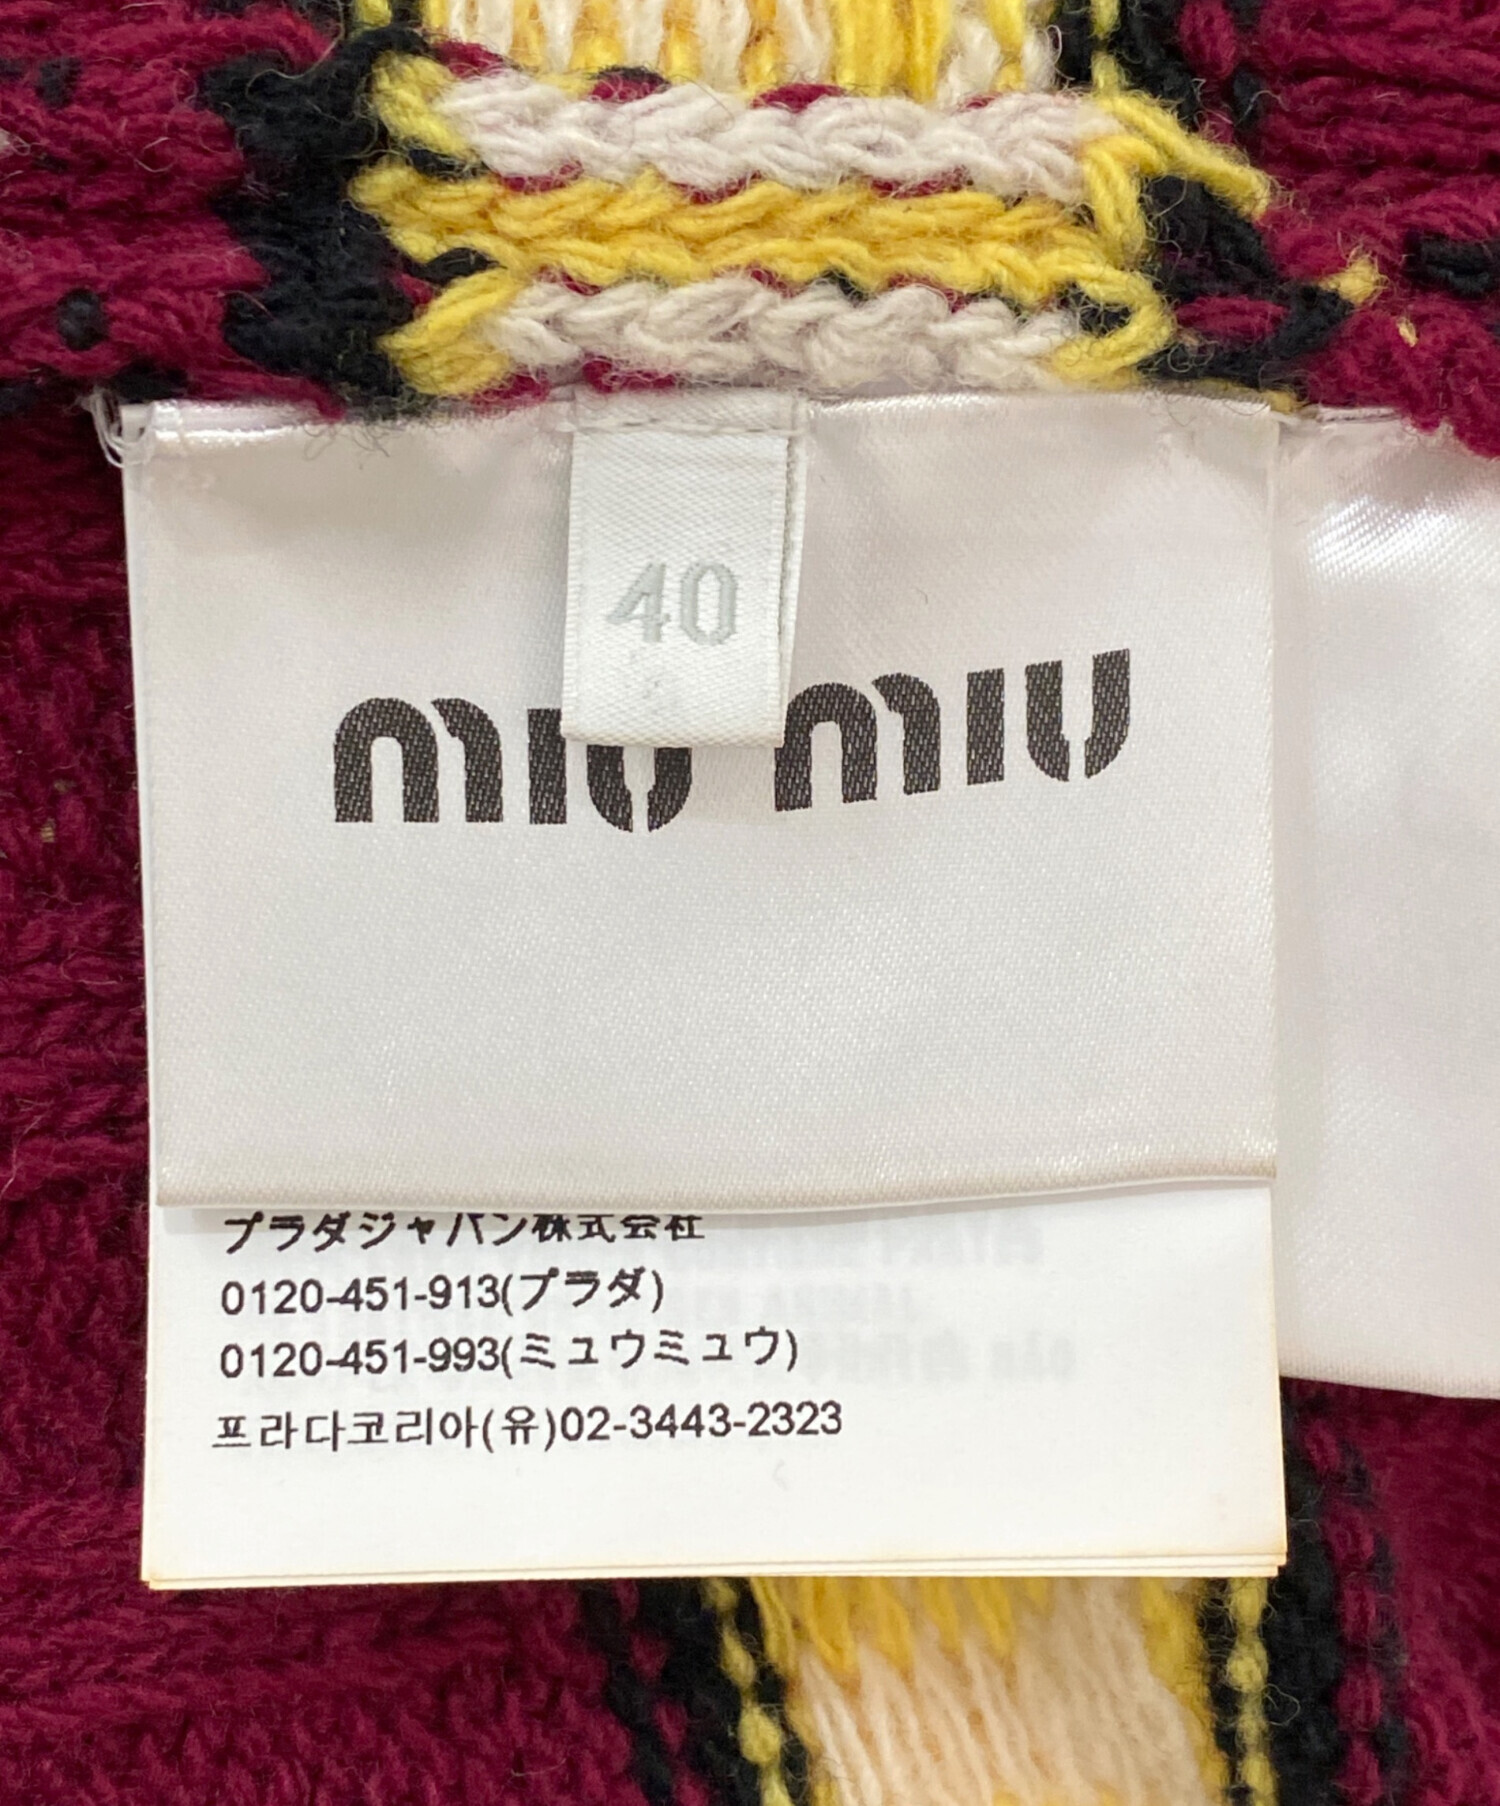 40
miu miu
プラダジャパン株式会社
0120-451-913(プラダ)
0120-451-993(ミュウミュウ)
프라다코리아(유)02-3443-2323